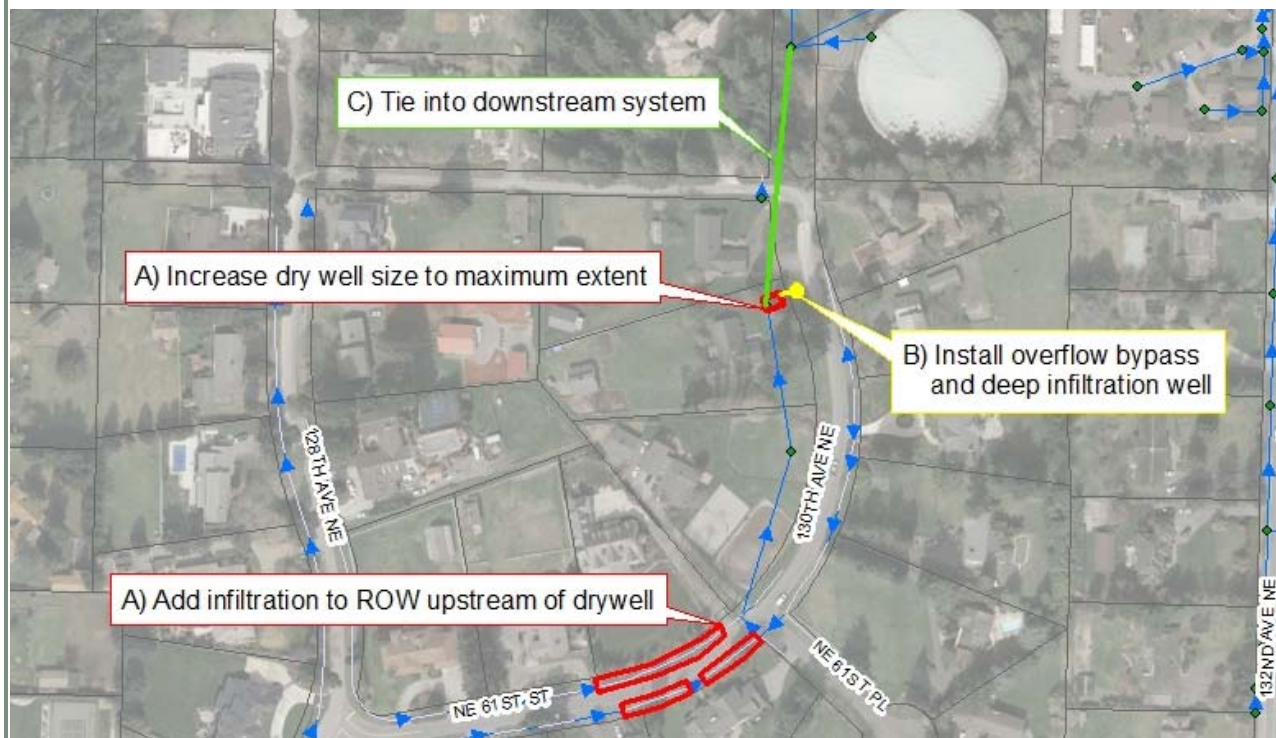 C) Tie into downstream system
A) Increase dry well size to maximum extent
B) Install overflow bypass
and deep infiltration well
128TH AVE NE
130TH AVE NE
A) Add infiltration to ROW upstream of drywell
NE 61ST ST
NE 61ST PL
132ND AVE NE